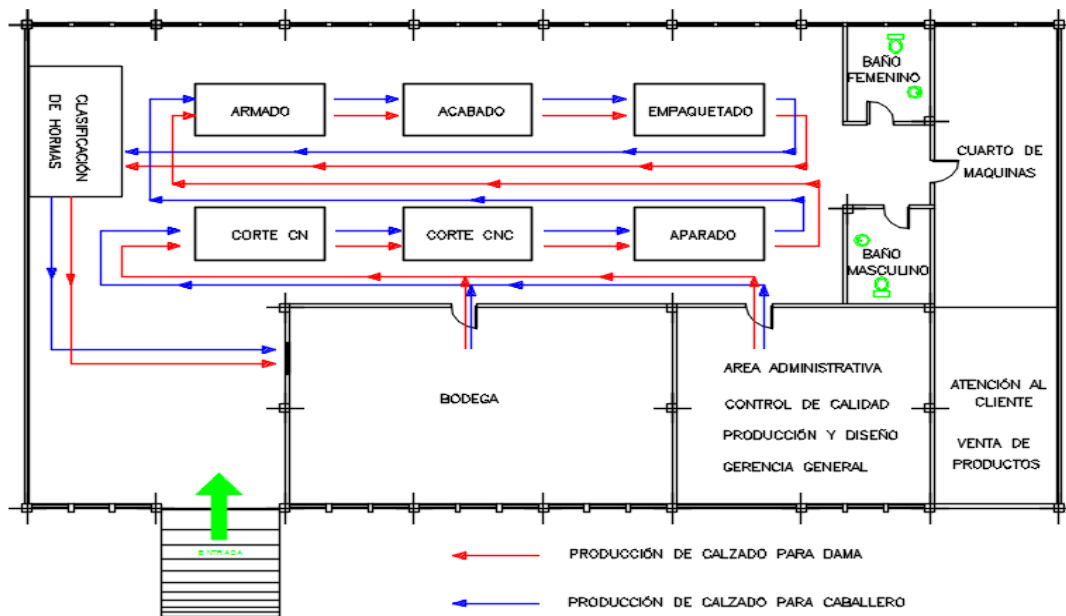 BAÑO
FEMENINO
CLASIFICACIÓN
DE HORMAS
ARMADO
ACABADO
EMPAQUETADO
CUARTO DE
MAQUINAS
CORTE CN
CORTE CNC
APARADO
BAÑO
MASCULINO
AREA ADMINISTRATIVA
CONTROL DE CALIDAD
PRODUCCIÓN Y DISEÑO
GERENCIA GENERAL
BODEGA
ATENCIÓN AL
CLIENTE
VENTA DE
PRODUCTOS
ENTRADA
PRODUCCIÓN DE CALZADO PARA DAMA
PRODUCCIÓN DE CALZADO PARA CABALLERO